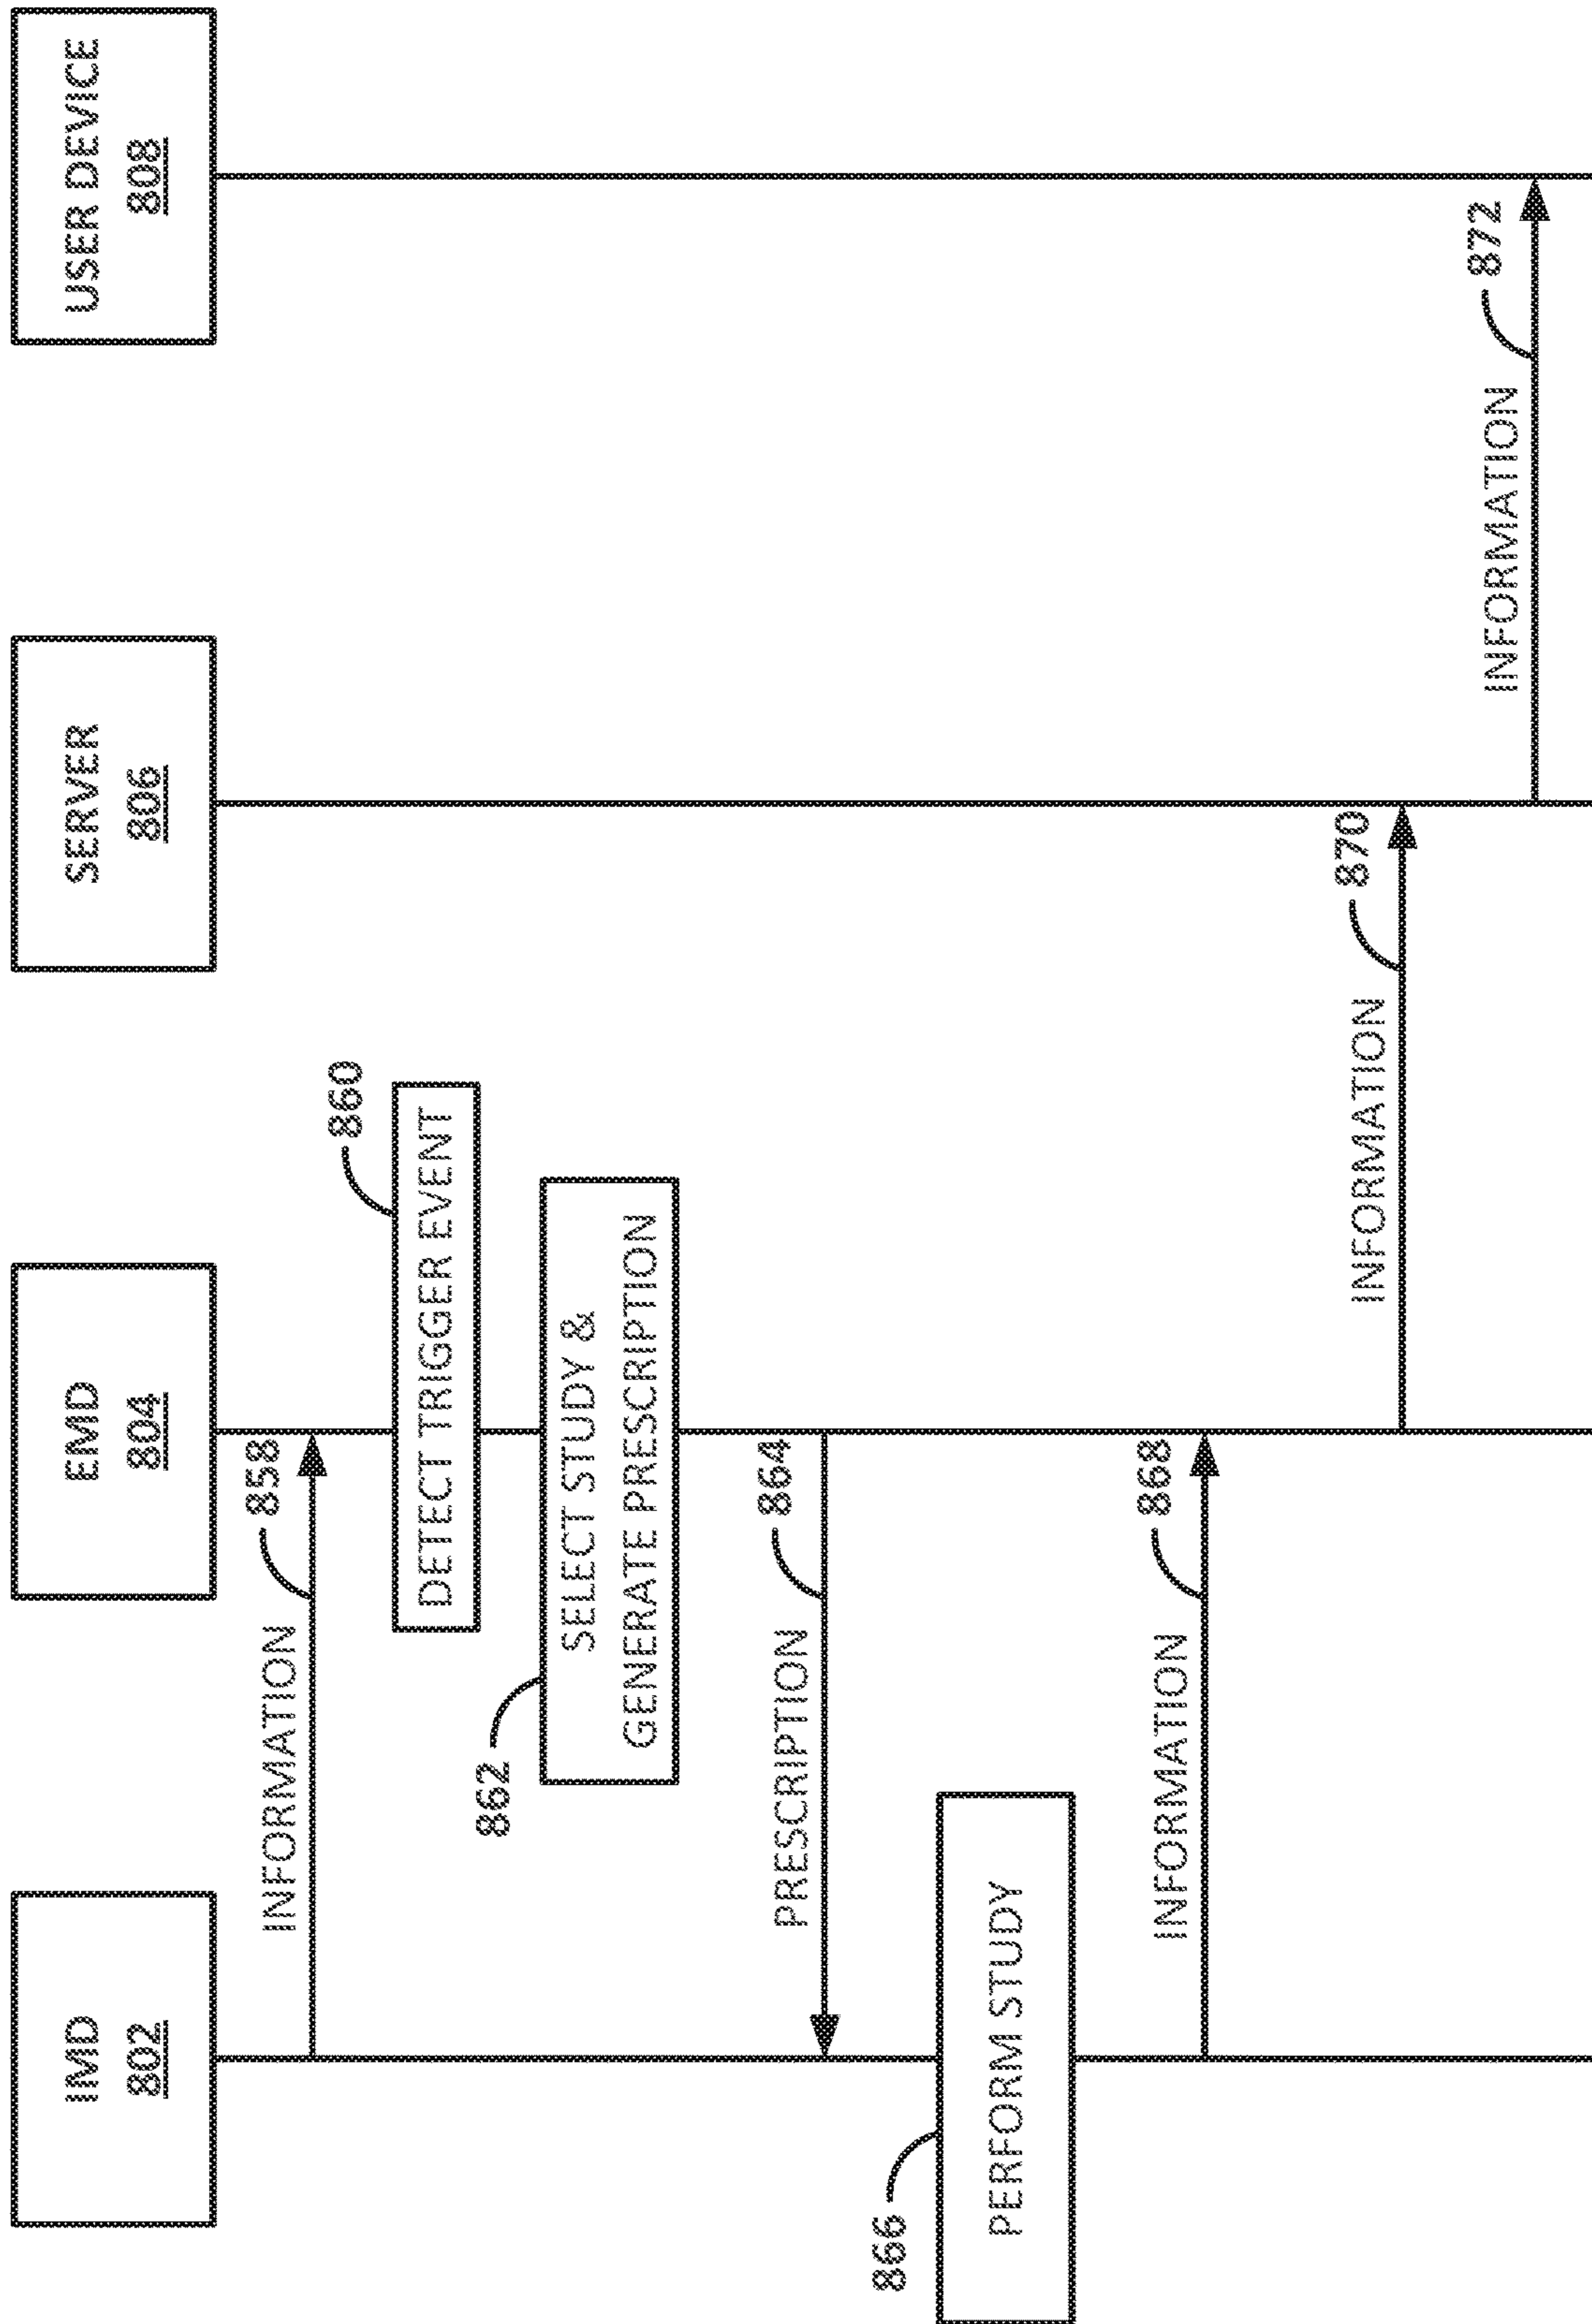 IMD
802
EMD
804
SERVER
806
USER DEVICE
808
858
INFORMATION
860
DETECT TRIGGER EVENT
862
SELECT STUDY &
GENERATE PRESCRIPTION
864
PRESCRIPTION
866
PERFORM STUDY
868
INFORMATION
870
INFORMATION
872
INFORMATION